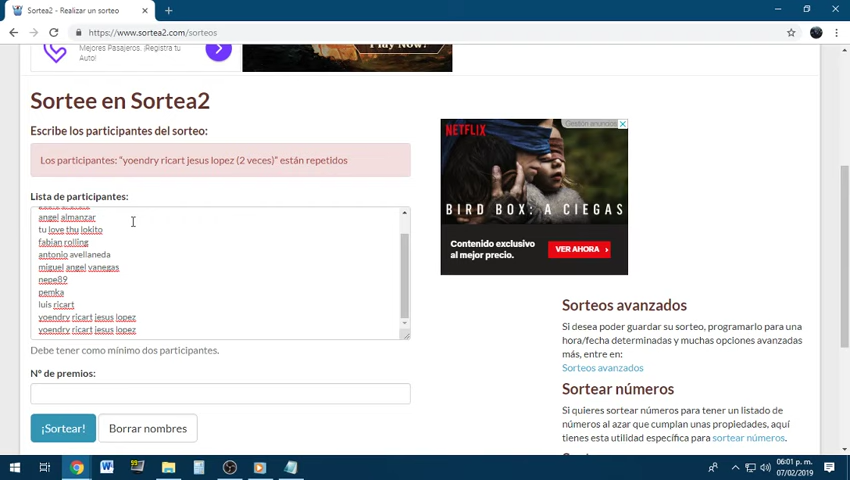 Sortea2 - Realizar un sorteo
https://www.sortea2.com/sorteos
Mejores Pasajeros. ¡Registra tu
Auto!
Play Now!
Sortee en Sortea2
Escribe los participantes del sorteo:
Los participantes: "yoendry ricart jesus lopez (2 veces)" están repetidos
Lista de participantes:
angel almanzar
tu love thu lokito
fabian rolling
antonio avellaneda
miguel angel vanegas
nepe89
pemka
luis ricart
yoendry ricart jesus lopez
yoendry ricart jesus lopez
Debe tener como mínimo dos participantes.
Nº de premios:
¡Sortear!
Borrar nombres
Gestión anuncios
NETFLIX
BIRD BOX: A CIEGAS
Contenido exclusivo
al mejor precio.
VER AHORA
Sorteos avanzados
Si desea poder guardar su sorteo, programarlo para una
hora/fecha determinadas y muchas opciones avanzadas
más, entre en:
Sorteos avanzados
Sortear números
Si quieres sortear números para tener un listado de
números al azar que cumplan unas propiedades, aquí
tienes esta utilidad específica para sortear números.
06:01 p. m.
07/02/2019